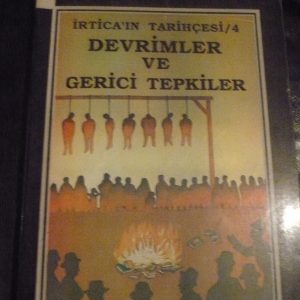 İRTİCA'IN TARİHÇESİ/4
DEVRİMLER
VE
GERİCİ TEPKİLER